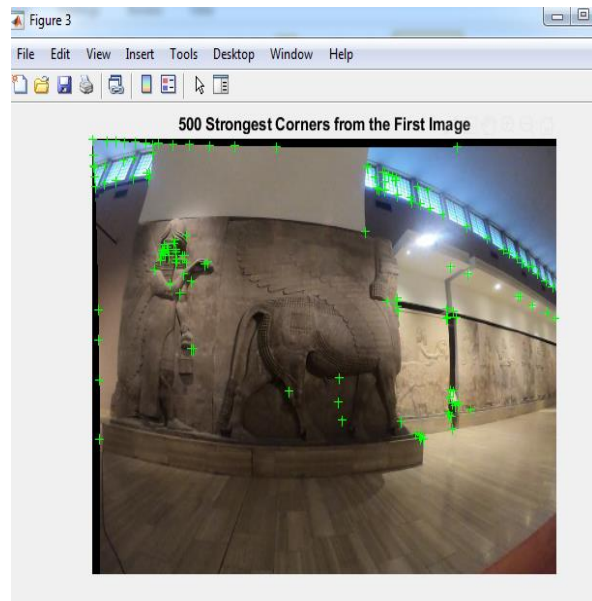 Figure 3
File Edit View Insert Tools Desktop Window Help
500 Strongest Corners from the First Image